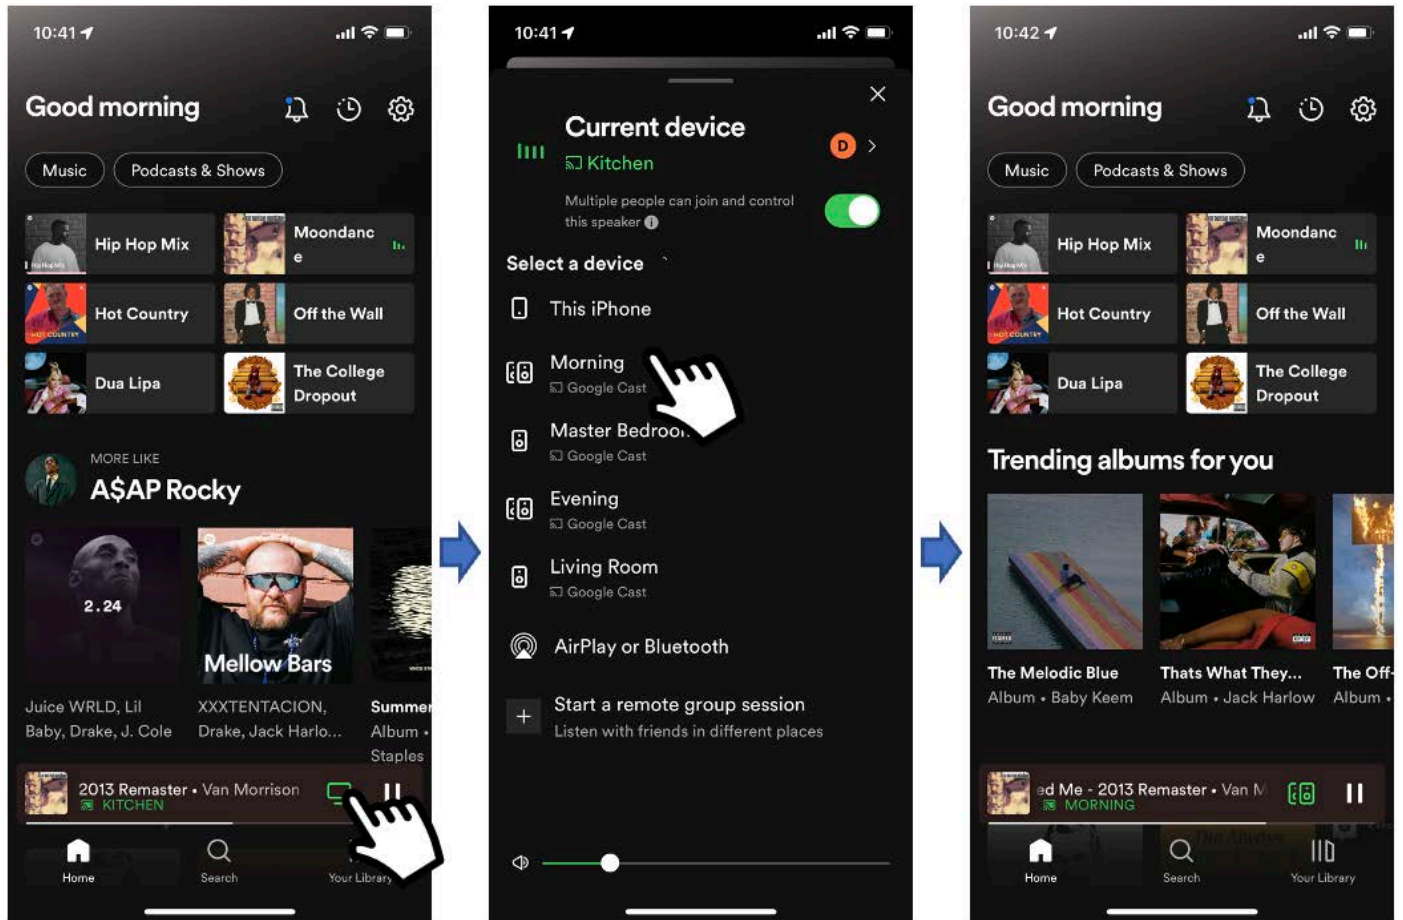 10:41
Good morning
Music
Podcasts & Shows
Hip Hop Mix
Moondanc
e
Hot Country
HOT COUNTRY
Off the Wall
Dua Lipa
The College
Dropout
MORE LIKE
A$AP Rocky
2.24
Mellow Bars
Juice WRLD, Lil
Baby, Drake, J. Cole
XXXTENTACION,
Drake, Jack Harlo...
Summer
Album •
Staples
2013 Remaster • Van Morrison
KITCHEN
Home
Search
Your Library
10:41
Current device
Kitchen
D
Multiple people can join and control
this speaker
Select a device
This iPhone
Morning
Google Cast
Master Bedroo
Google Cast
Evening
Google Cast
Living Room
Google Cast
AirPlay or Bluetooth
Start a remote group session
Listen with friends in different places
10:42
Good morning
Music
Podcasts & Shows
Hip Hop Mix
Moondanc
e
Hot Country
HOT COUNTRY
Off the Wall
Dua Lipa
The College
Dropout
Trending albums for you
The Melodic Blue
Album • Baby Keem
Thats What They...
Album • Jack Harlow
The Off-
Album •
ed Me - 2013 Remaster • Van M
MORNING
Home
Search
Your Library